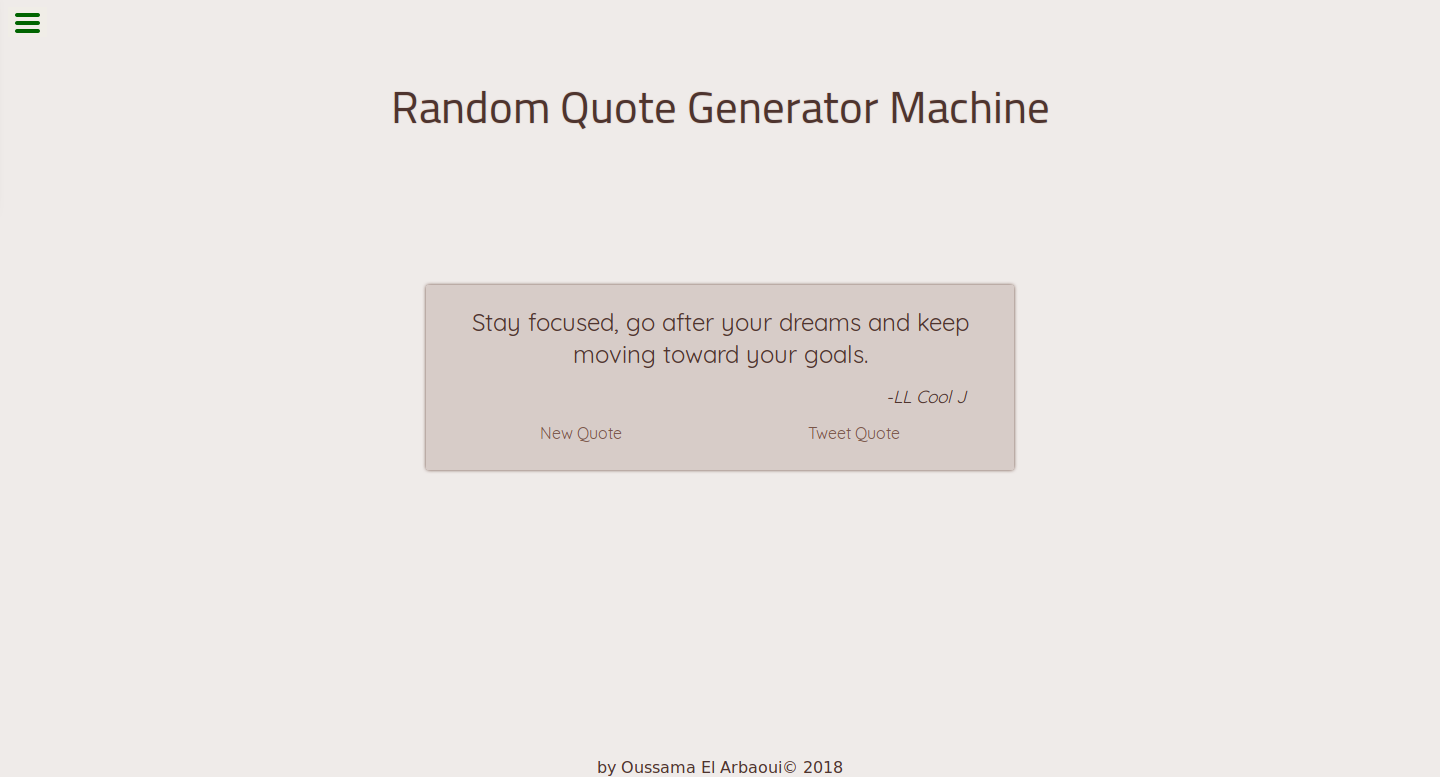 Random Quote Generator Machine
Stay focused, go after your dreams and keep
moving toward your goals.
-LL Cool J
New Quote
Tweet Quote
by Oussama El Arbaoui© 2018